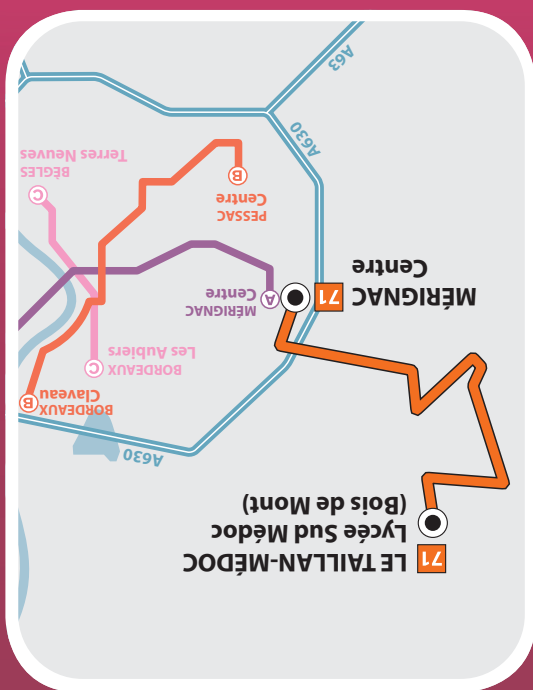 71 LE TAILLAN-MÉDOC
Lycée Sud Médoc
(Bois de Mont)
A630
BORDEAUX
Claveau
B
BORDEAUX
Les Aubiers
C
MÉRIGNAC
Centre
A
71 MÉRIGNAC
Centre
PESSAC
Centre
B
BÈGLES
Terres Neuves
C
A630
A63